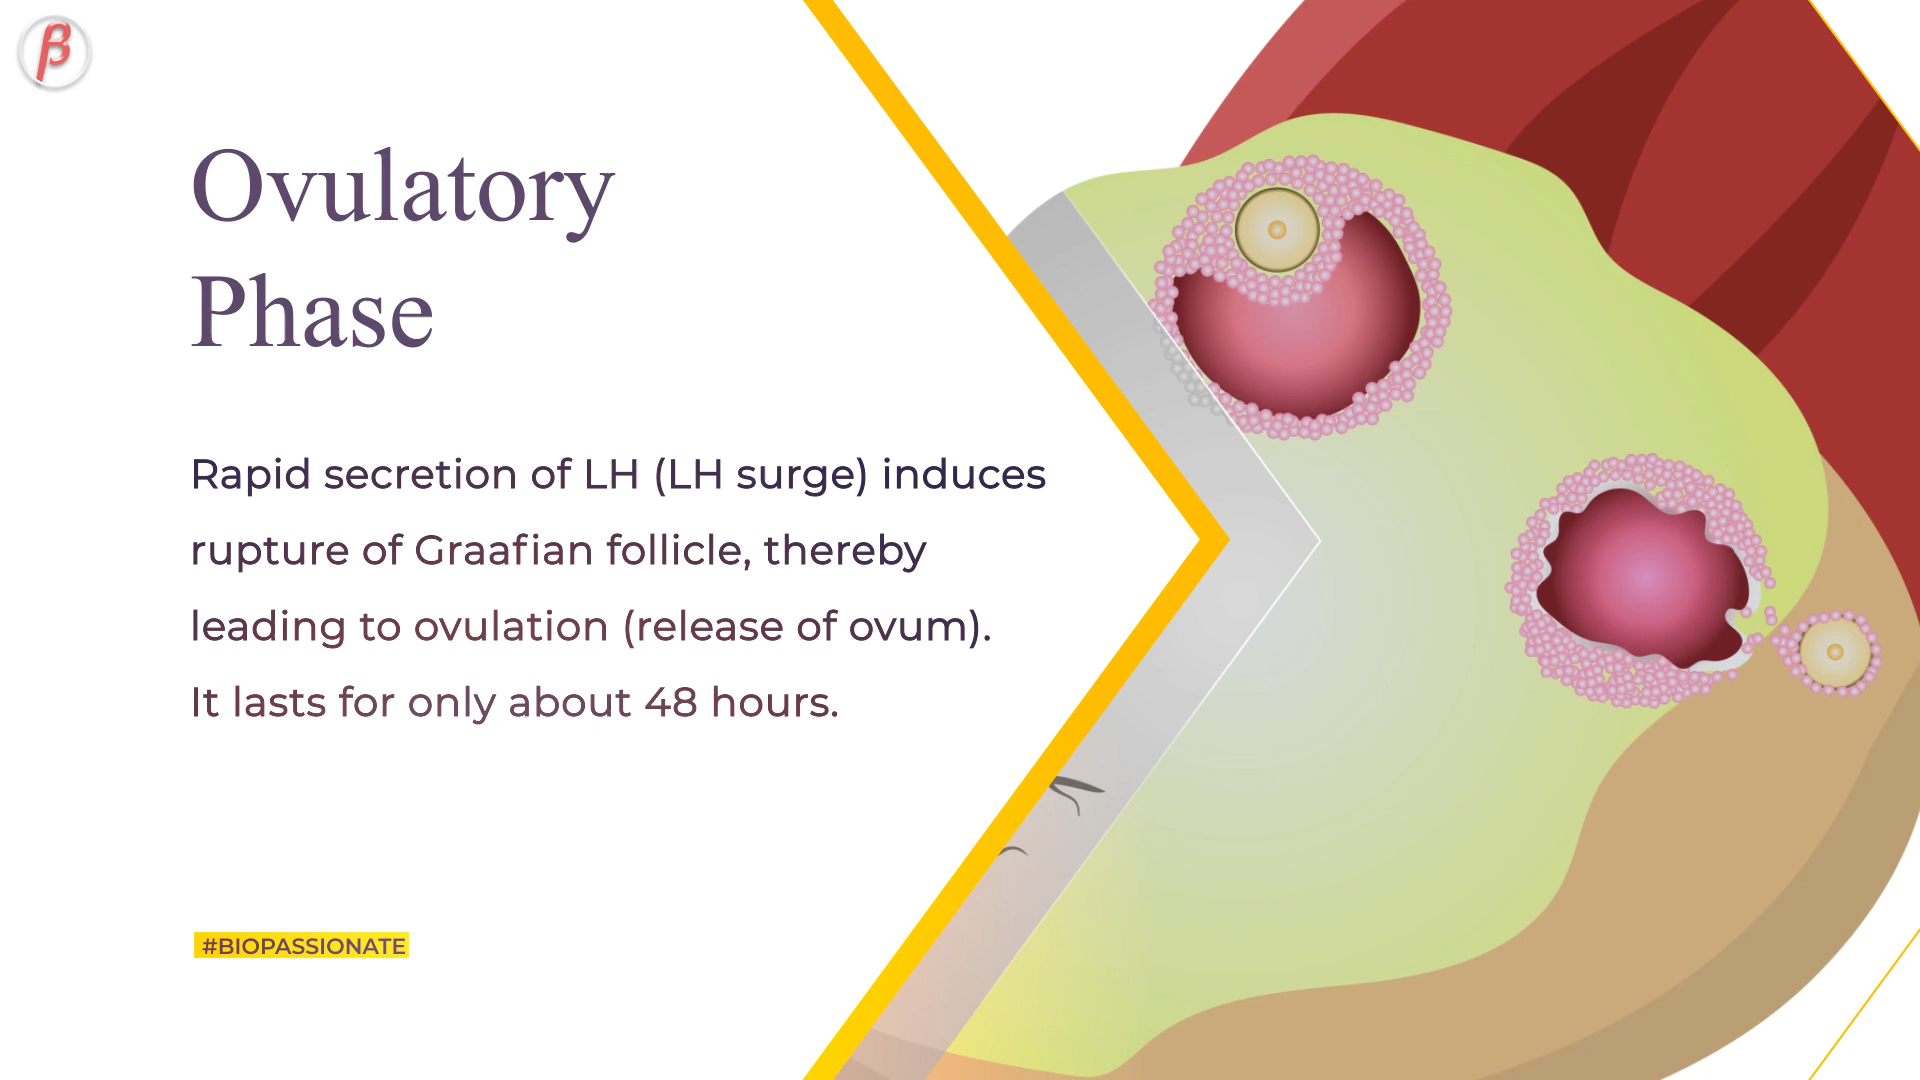 β
Ovulatory
Phase
Rapid secretion of LH (LH surge) induces
rupture of Graafian follicle, thereby
leading to ovulation (release of ovum).
It lasts for only about 48 hours.
#BIOPASSIONATE